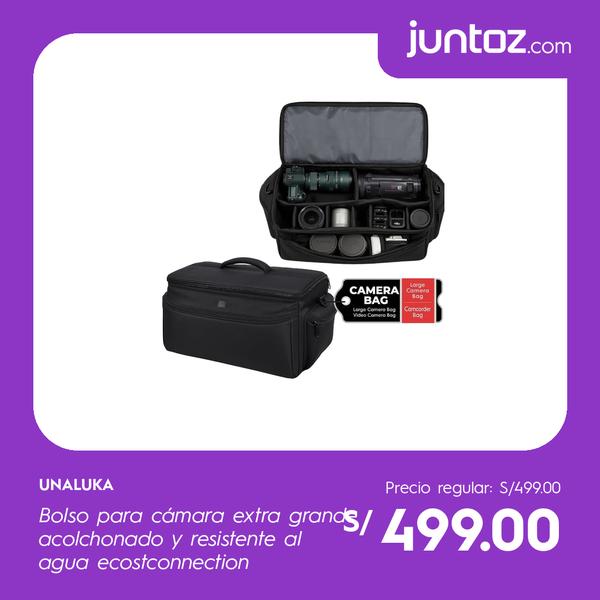 juntoz.com
CAMERA
BAG
Large Camera Bag
Video Camera Bag
Large
Camera
Bag
Camcorder
Bag
UNALUKA
Precio regular: S/499.00
Bolso para cámara extra grande
S/ 499.00
acolchonado y resistente al
agua ecostconnection